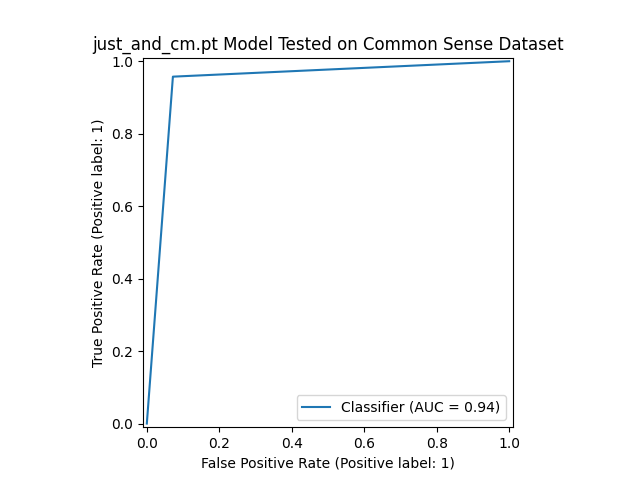 just_and_cm.pt Model Tested on Common Sense Dataset
1.0
0.8
0.6
0.4
0.2
0.0
True Positive Rate (Positive label: 1)
Classifier (AUC = 0.94)
0.0 0.2 0.4 0.6 0.8 1.0
False Positive Rate (Positive label: 1)